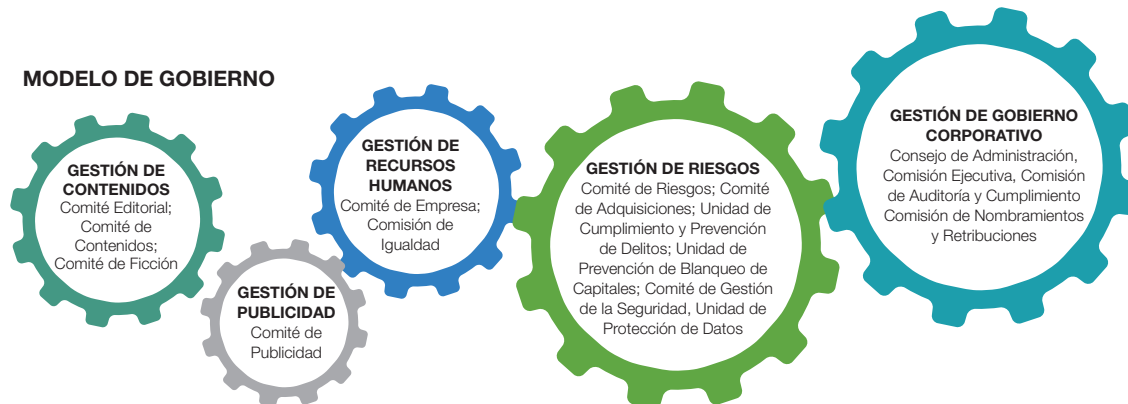 MODELO DE GOBIERNO
GESTIÓN DE
CONTENIDOS
Comité Editorial;
Comité de
Contenidos;
Comité de Ficción
GESTIÓN DE
PUBLICIDAD
Comité de
Publicidad
GESTIÓN DE
RECURSOS
HUMANOS
Comité de Empresa;
Comisión de
Igualdad
GESTIÓN DE RIESGOS
Comité de Riesgos; Comité
de Adquisiciones; Unidad de
Cumplimiento y Prevención
de Delitos; Unidad de
Prevención de Blanqueo de
Capitales; Comité de Gestión
de la Seguridad, Unidad de
Protección de Datos
GESTIÓN DE GOBIERNO
CORPORATIVO
Consejo de Administración,
Comisión Ejecutiva, Comisión
de Auditoría y Cumplimiento
Comisión de Nombramientos
y Retribuciones